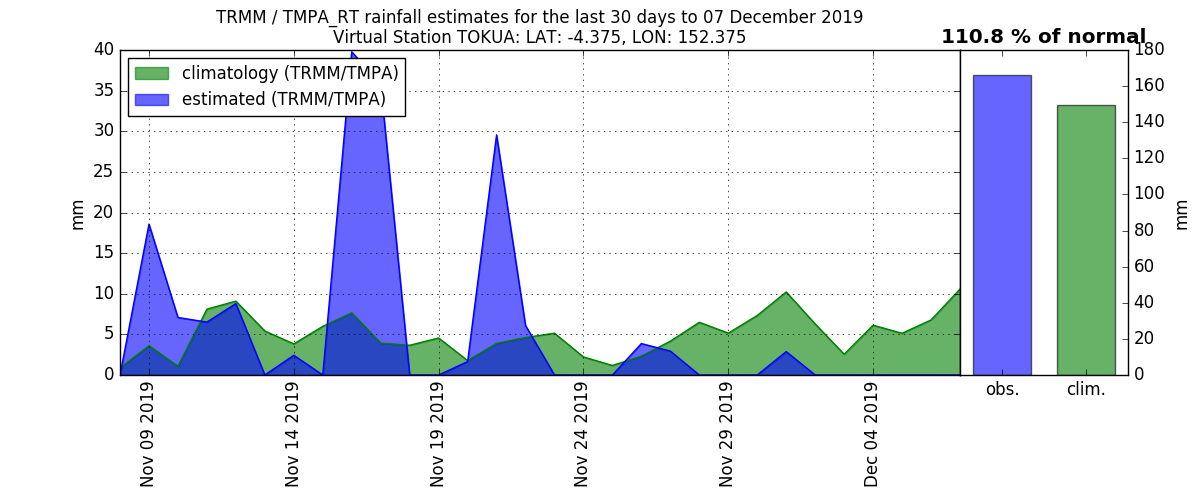 TRMM / TMPA_RT rainfall estimates for the last 30 days to 07 December 2019
Virtual Station TOKUA: LAT: -4.375, LON: 152.375
110.8 % of normal
climatology (TRMM/TMPA)
estimated (TRMM/TMPA)
40
35
30
25
20
15
10
5
0
mm
Nov 09 2019
Nov 14 2019
Nov 19 2019
Nov 24 2019
Nov 29 2019
Dec 04 2019
obs.
clim.
180
160
140
120
100
80
60
40
20
0
mm